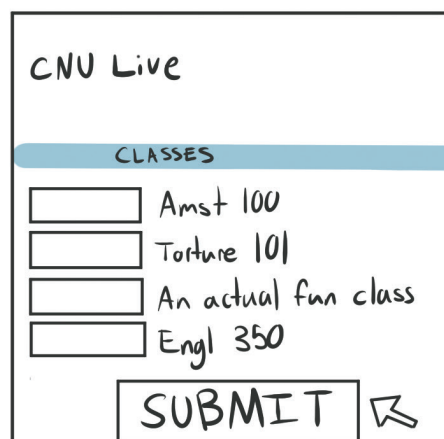 CNU Live
CLASSES
Amst 100
Torture 101
An actual fun class
Engl 350
SUBMIT